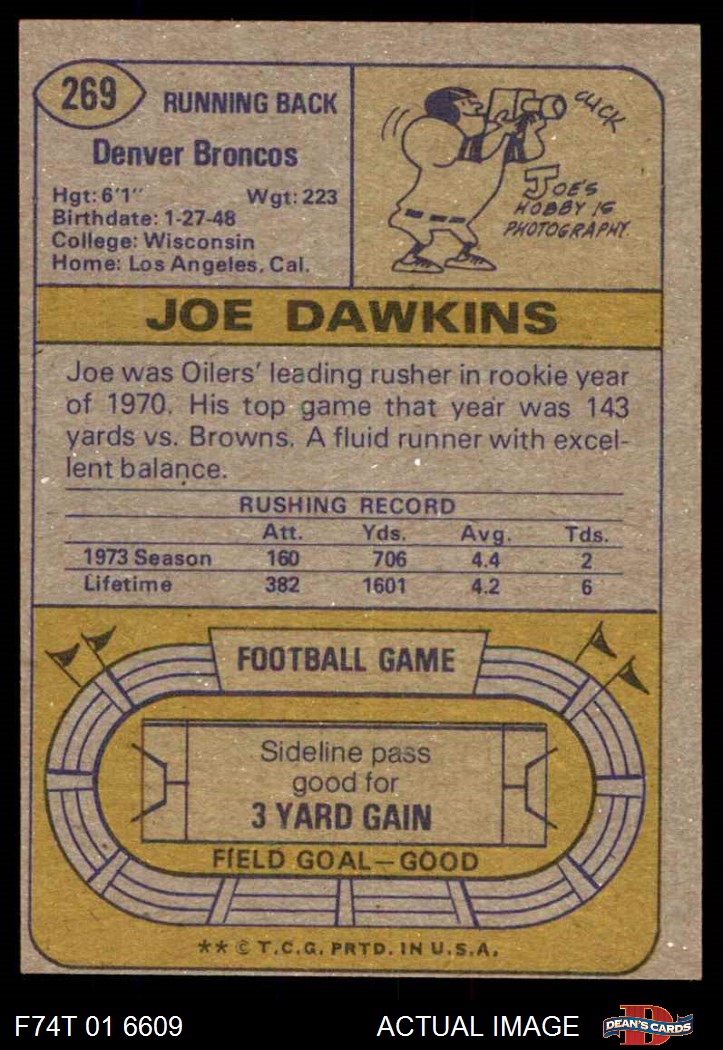 269
RUNNING BACK
Denver Broncos
Hgt: 6'1" Wgt: 223
Birthdate: 1-27-48
College: Wisconsin
Home: Los Angeles, Cal.
CLICK
JOE'S
HOBBY IS
PHOTOGRAPHY.
JOE DAWKINS
Joe was Oilers' leading rusher in rookie year
of 1970. His top game that year was 143
yards vs. Browns. A fluid runner with excel-
lent balance.
RUSHING RECORD
Att. Yds. Avg. Tds.
1973 Season 160 706 4.4 2
Lifetime 382 1601 4.2 6
FOOTBALL GAME
Sideline pass
good for
3 YARD GAIN
FIELD GOAL—GOOD
** © T.C.G. PRTD. IN U.S.A.
F74T 01 6609 ACTUAL IMAGE
D
DEAN'S CARDS